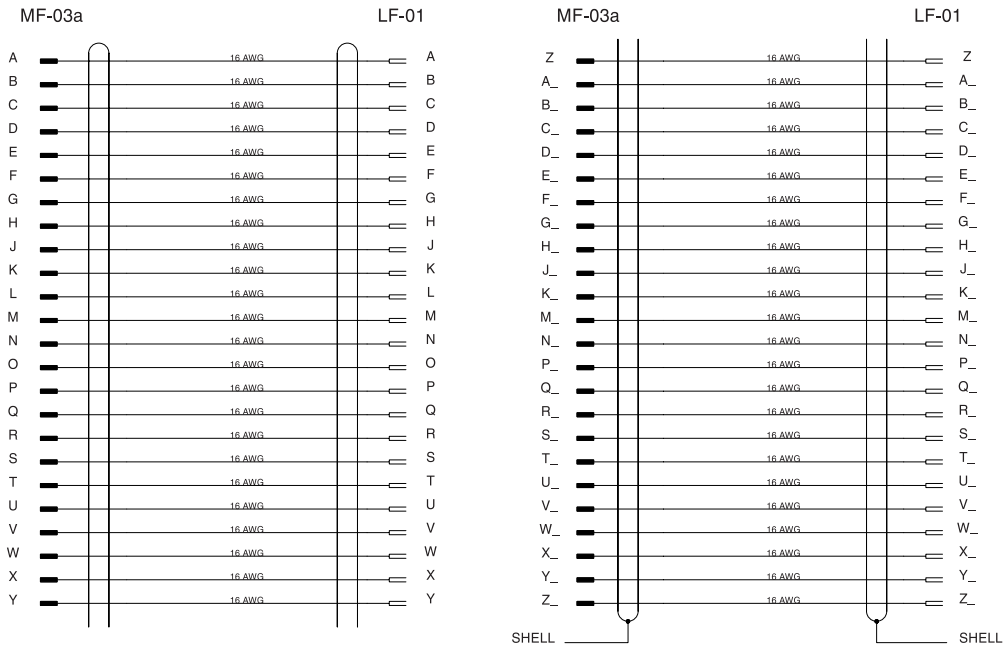 MF-03a LF-01
A 16 AWG A
B 16 AWG B
C 16 AWG C
D 16 AWG D
E 16 AWG E
F 16 AWG F
G 16 AWG G
H 16 AWG H
J 16 AWG J
K 16 AWG K
L 16 AWG L
M 16 AWG M
N 16 AWG N
O 16 AWG O
P 16 AWG P
Q 16 AWG Q
R 16 AWG R
S 16 AWG S
T 16 AWG T
U 16 AWG U
V 16 AWG V
W 16 AWG W
X 16 AWG X
Y 16 AWG Y
MF-03a LF-01
Z 16 AWG Z
A_ 16 AWG A_
B_ 16 AWG B_
C_ 16 AWG C_
D_ 16 AWG D_
E_ 16 AWG E_
F_ 16 AWG F_
G_ 16 AWG G_
H_ 16 AWG H_
J_ 16 AWG J_
K_ 16 AWG K_
M_ 16 AWG M_
N_ 16 AWG N_
P_ 16 AWG P_
Q_ 16 AWG Q_
R_ 16 AWG R_
S_ 16 AWG S_
T_ 16 AWG T_
U_ 16 AWG U_
V_ 16 AWG V_
W_ 16 AWG W_
X_ 16 AWG X_
Y_ 16 AWG Y_
Z_ 16 AWG Z_
SHELL SHELL